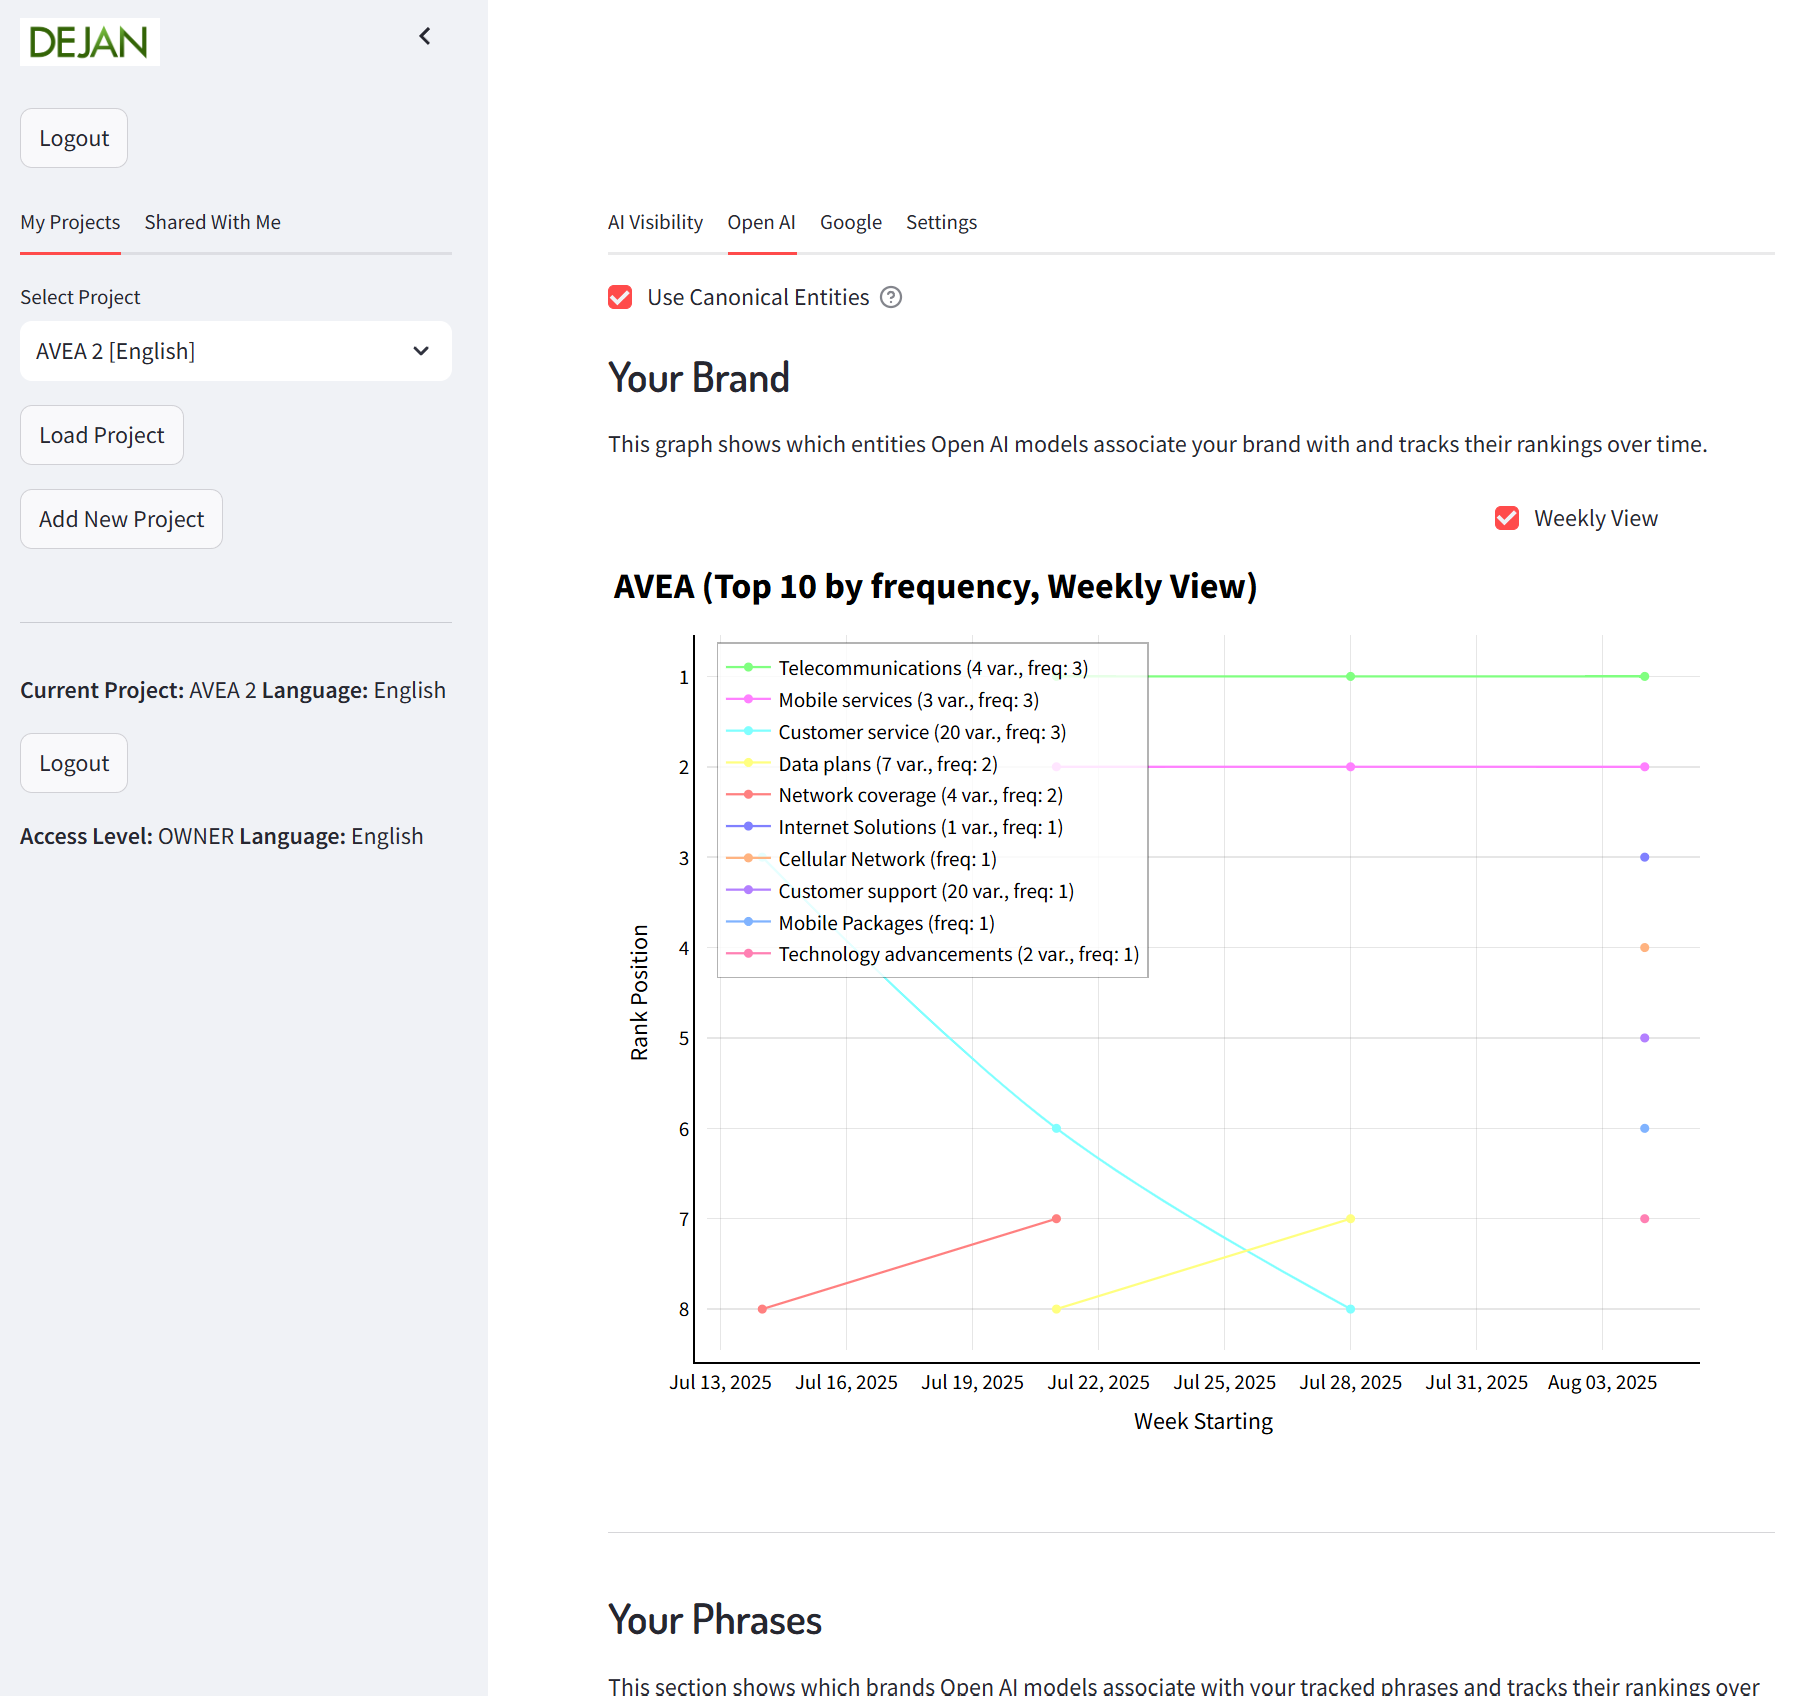 DEJAN
Logout
My Projects Shared With Me
Select Project
AVEA 2 [English]
Load Project
Add New Project
Current Project: AVEA 2 Language: English
Logout
Access Level: OWNER Language: English
AI Visibility Open AI Google Settings
Use Canonical Entities ?
Your Brand
This graph shows which entities Open AI models associate your brand with and tracks their rankings over time.
Weekly View
AVEA (Top 10 by frequency, Weekly View)
Telecommunications (4 var., freq: 3)
Mobile services (3 var., freq: 3)
Customer service (20 var., freq: 3)
Data plans (7 var., freq: 2)
Network coverage (4 var., freq: 2)
Internet Solutions (1 var., freq: 1)
Cellular Network (freq: 1)
Customer support (20 var., freq: 1)
Mobile Packages (freq: 1)
Technology advancements (2 var., freq: 1)
Rank Position
1
2
3
4
5
6
7
8
Jul 13, 2025 Jul 16, 2025 Jul 19, 2025 Jul 22, 2025 Jul 25, 2025 Jul 28, 2025 Jul 31, 2025 Aug 03, 2025
Week Starting
Your Phrases
This section shows which brands Open AI models associate with your tracked phrases and tracks their rankings over